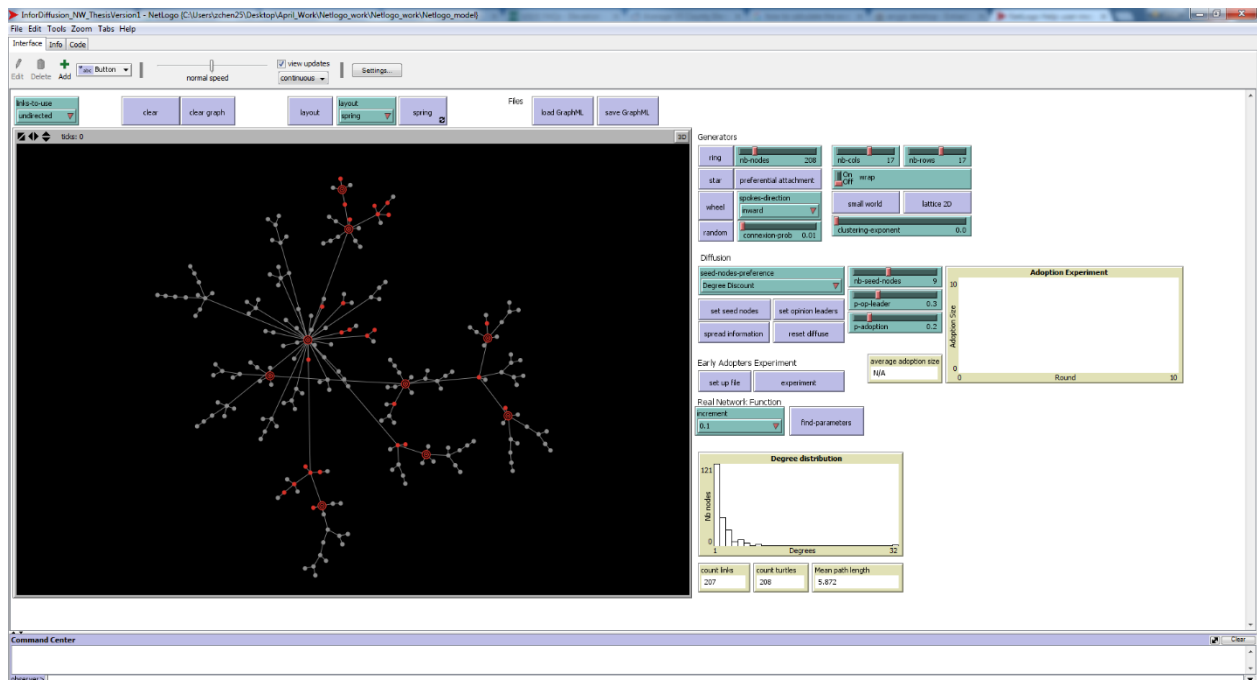 InforDiffusion_NW_ThesisVersion1 - NetLogo {C:\Users\zchen25\Desktop\April_Work\Netlogo_work\Netlogo_work\Netlogo_model}
File Edit Tools Zoom Tabs Help
Interface Info Code
Edit Delete Add
abc Button
normal speed
view updates
continuous
Settings...
links-to-use
undirected
clear
clear graph
layout
layout
spring
spring
Files
load GraphML
save GraphML
ticks: 0
3D
Generators
ring
nb-nodes 208
nb-cols 17
nb-rows 17
star
preferential attachment
On
Off
wrap
wheel
spokes-direction
inward
small world
lattice 2D
random
connexion-prob 0.01
clustering-exponent 0.0
Diffusion
seed-nodes-preference
Degree Discount
nb-seed-nodes 9
p-op-leader 0.3
p-adoption 0.2
set seed nodes
set opinion leaders
spread information
reset diffuse
Adoption Experiment
10
Adoption Size
0
0
Round
10
Early Adopters Experiment
average adoption size
N/A
set up file
experiment
Real Network Function
increment
0.1
find-parameters
Degree distribution
121
Nb nodes
0
1
Degrees
32
count links
207
count turtles
208
Mean path length
5.872
Command Center
Clear
observer>